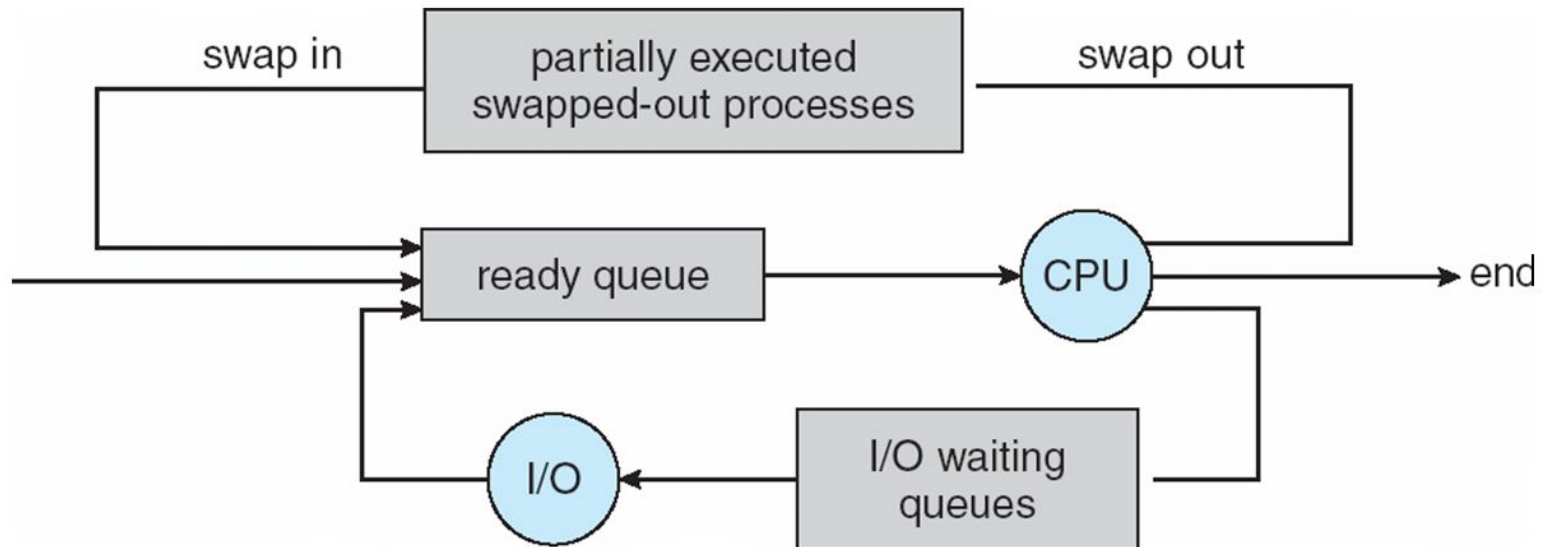 swap in
partially executed
swapped-out processes
swap out
ready queue
CPU
end
I/O
I/O waiting
queues